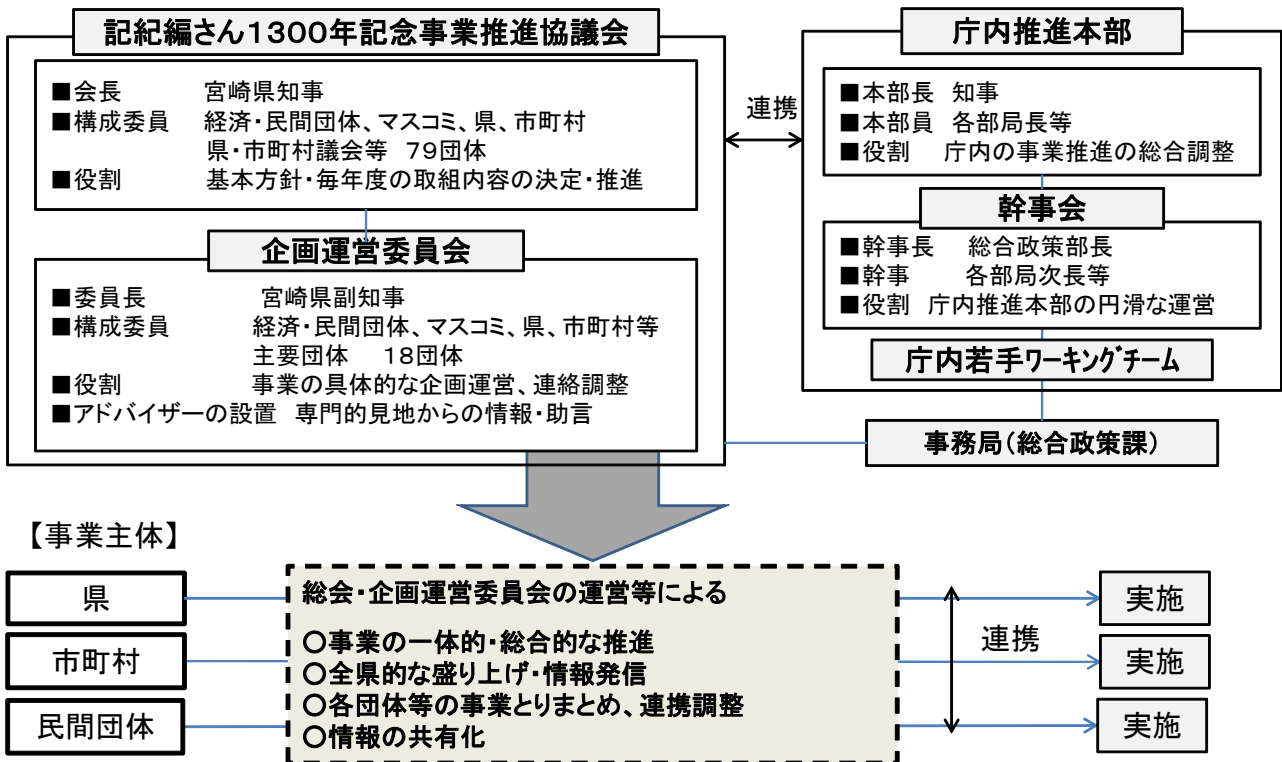 記紀編さん1300年記念事業推進協議会
■会長 宮崎県知事
■構成委員 経済・民間団体、マスコミ、県、市町村
県・市町村議会等 79団体
■役割 基本方針・毎年度の取組内容の決定・推進
企画運営委員会
■委員長 宮崎県副知事
■構成委員 経済・民間団体、マスコミ、県、市町村等
主要団体 18団体
■役割 事業の具体的な企画運営、連絡調整
■アドバイザーの設置 専門的見地からの情報・助言
連携
庁内推進本部
■本部長 知事
■本部員 各部局長等
■役割 庁内の事業推進の総合調整
幹事会
■幹事長 総合政策部長
■幹事 各部局次長等
■役割 庁内推進本部の円滑な運営
庁内若手ワーキングチーム
事務局(総合政策課)
【事業主体】
県
市町村
民間団体
総会・企画運営委員会の運営等による
○事業の一体的・総合的な推進
○全県的な盛り上げ・情報発信
○各団体等の事業とりまとめ、連携調整
○情報の共有化
連携
実施
実施
実施